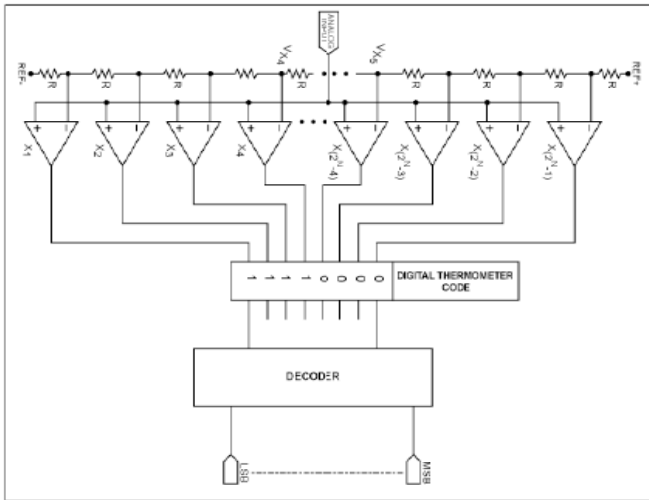 ANALOG INPUT
REF- R R R R VX4 R VX5 R R R R REF+
+ − + − + − + − + − + − + − + −
X1 X2 X3 X4 X(2^N-4) X(2^N-3) X(2^N-2) X(2^N-1)
1 1 1 1 0 0 0 0 DIGITAL THERMOMETER
CODE
DECODER
LSB MSB